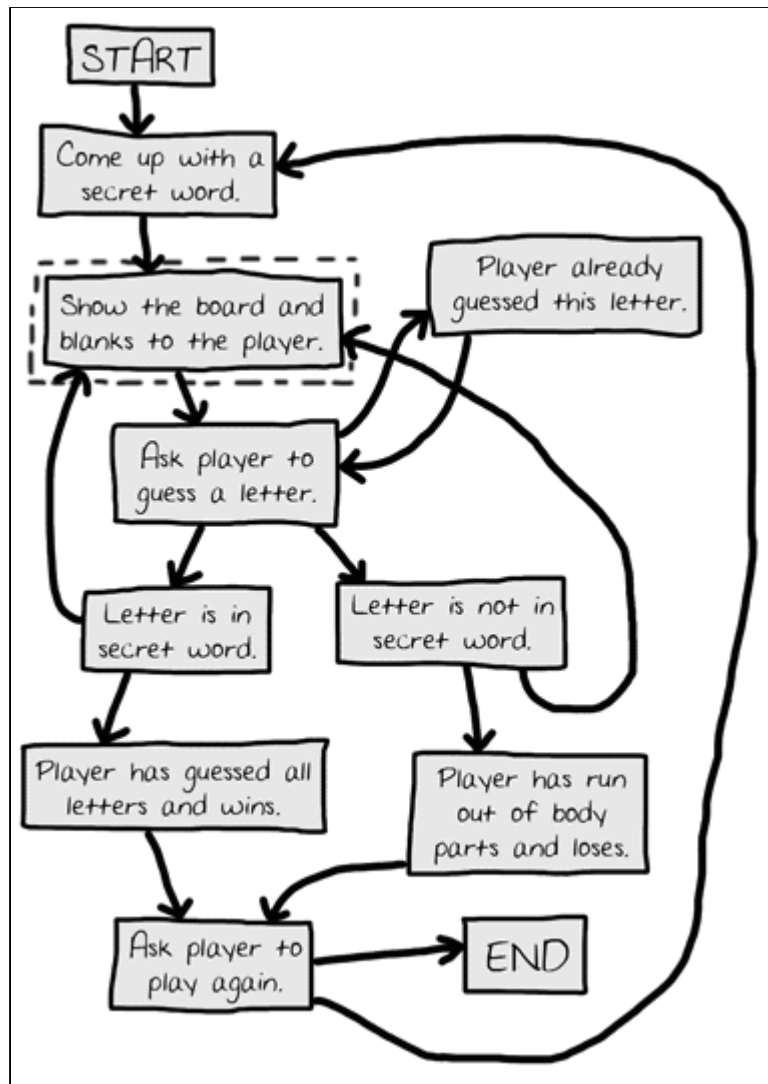 START
Come up with a
secret word.
Show the board and
blanks to the player.
Player already
guessed this letter.
Ask player to
guess a letter.
Letter is in
secret word.
Letter is not in
secret word.
Player has guessed all
letters and wins.
Player has run
out of body
parts and loses.
Ask player to
play again.
END